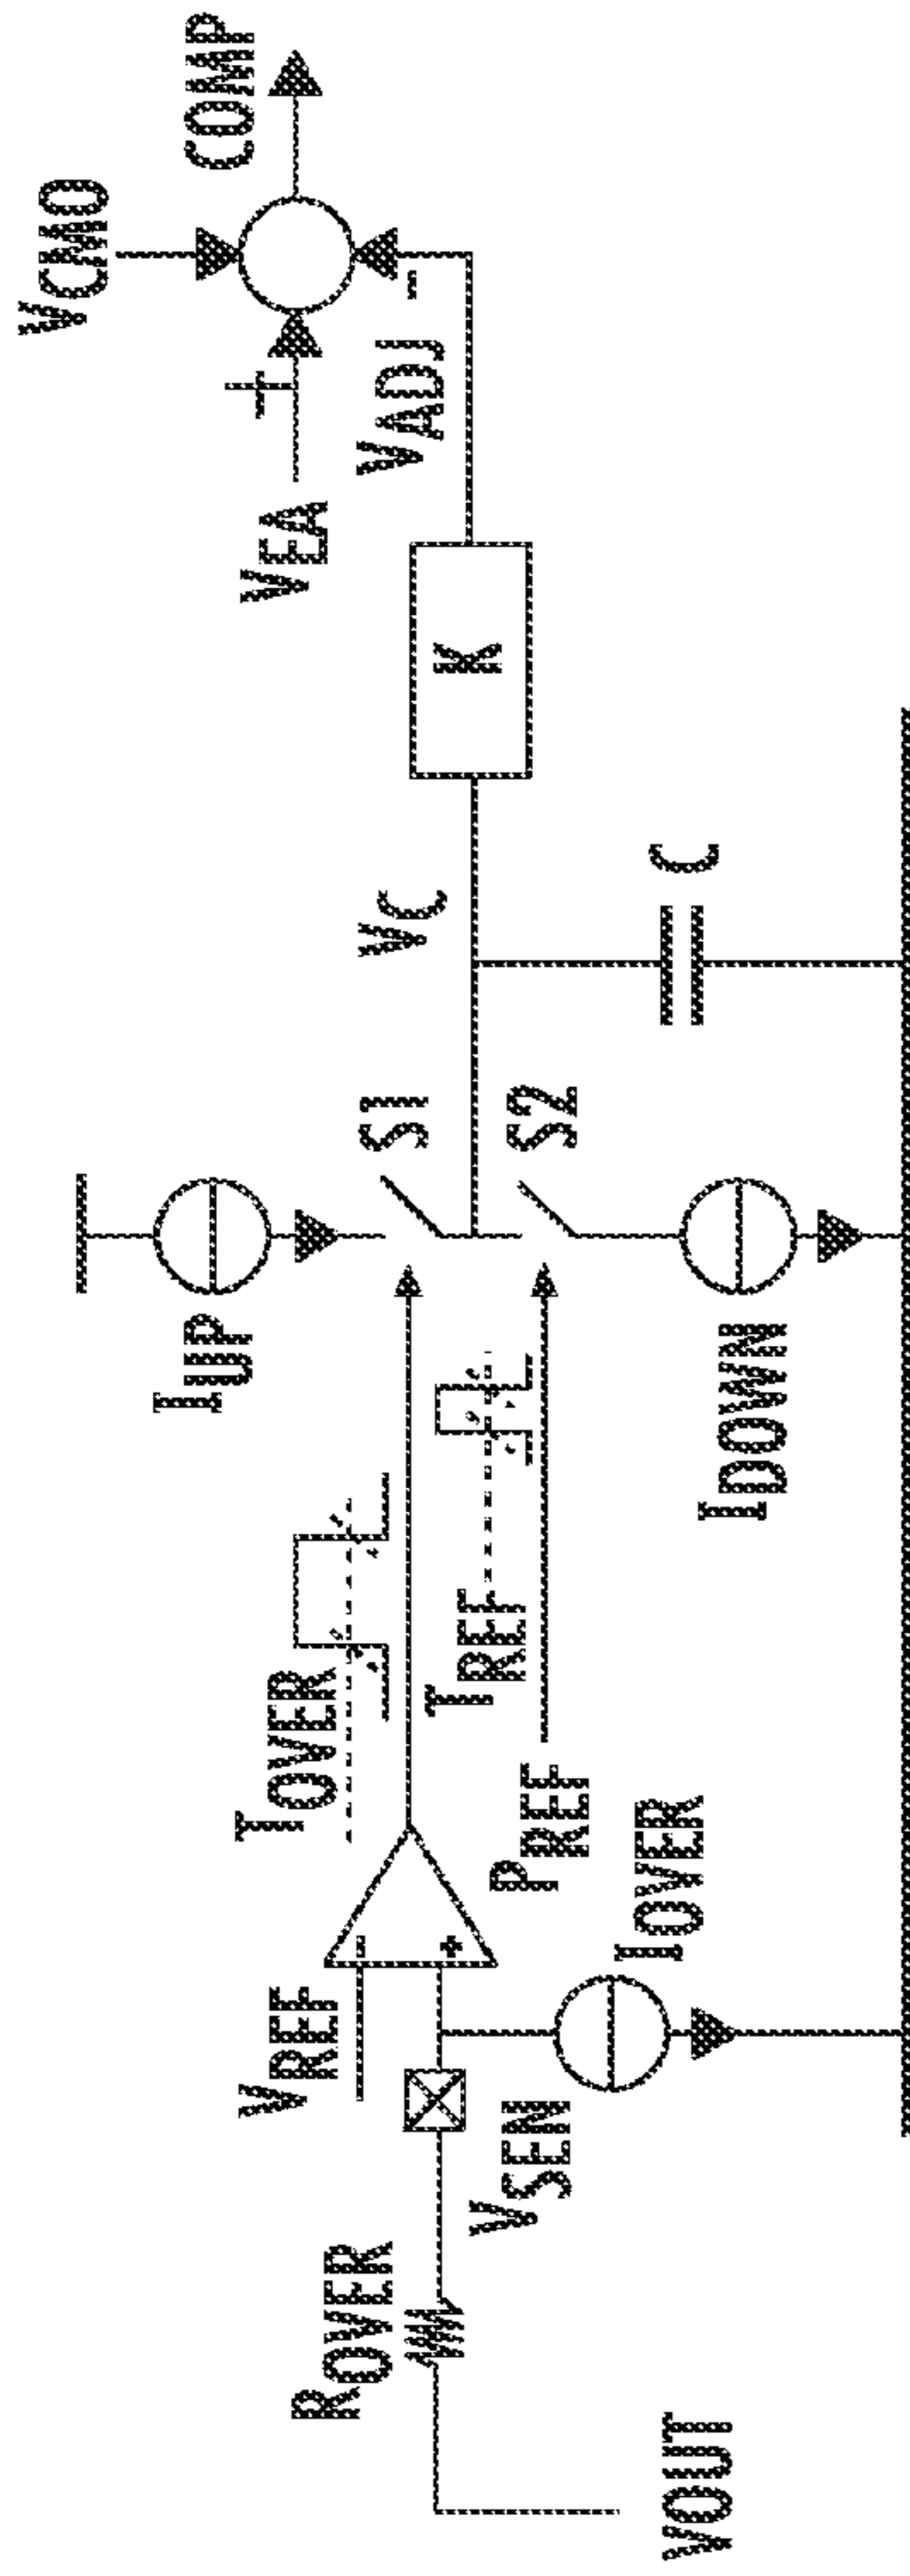 VOUT
ROVER
VSEN
VREF
-
+
IOVER
TOVER
PREF
TREF
IUP
S1
S2
IDOWN
VC
C
K
VEA
+
VADJ
-
VCMO
COMP